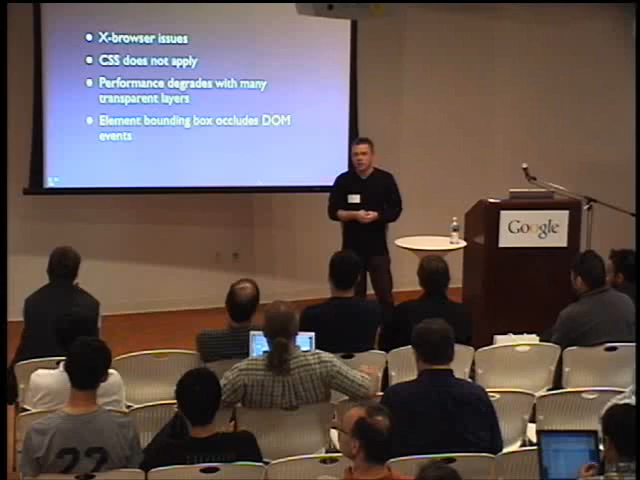 X-browser issues
CSS does not apply
Performance degrades with many
transparent layers
Element bounding box occludes DOM
events
Google
22